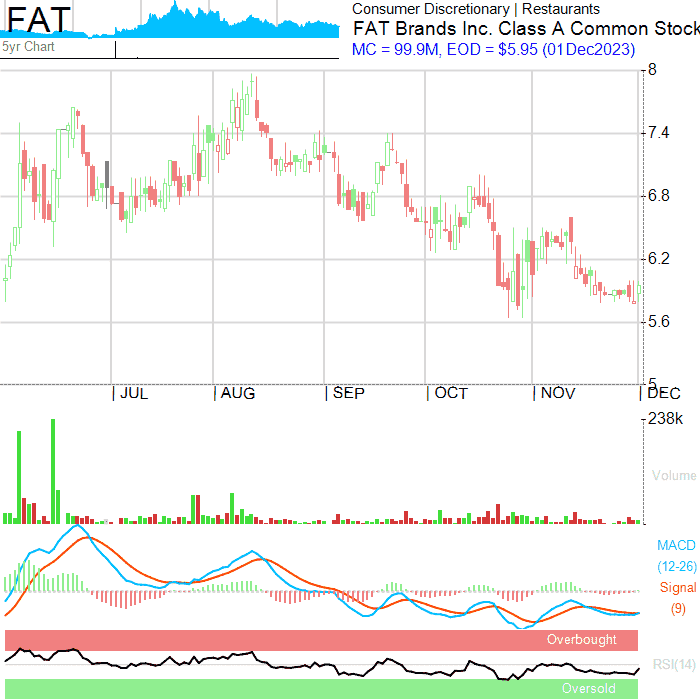 FAT
5yr Chart
Consumer Discretionary | Restaurants
FAT Brands Inc. Class A Common Stock
MC = 99.9M, EOD = $5.95 (01Dec2023)
8
7.4
6.8
6.2
5.6
5
JUL
AUG
SEP
OCT
NOV
DEC
238k
Volume
MACD
(12-26)
Signal
(9)
Overbought
RSI(14)
Oversold